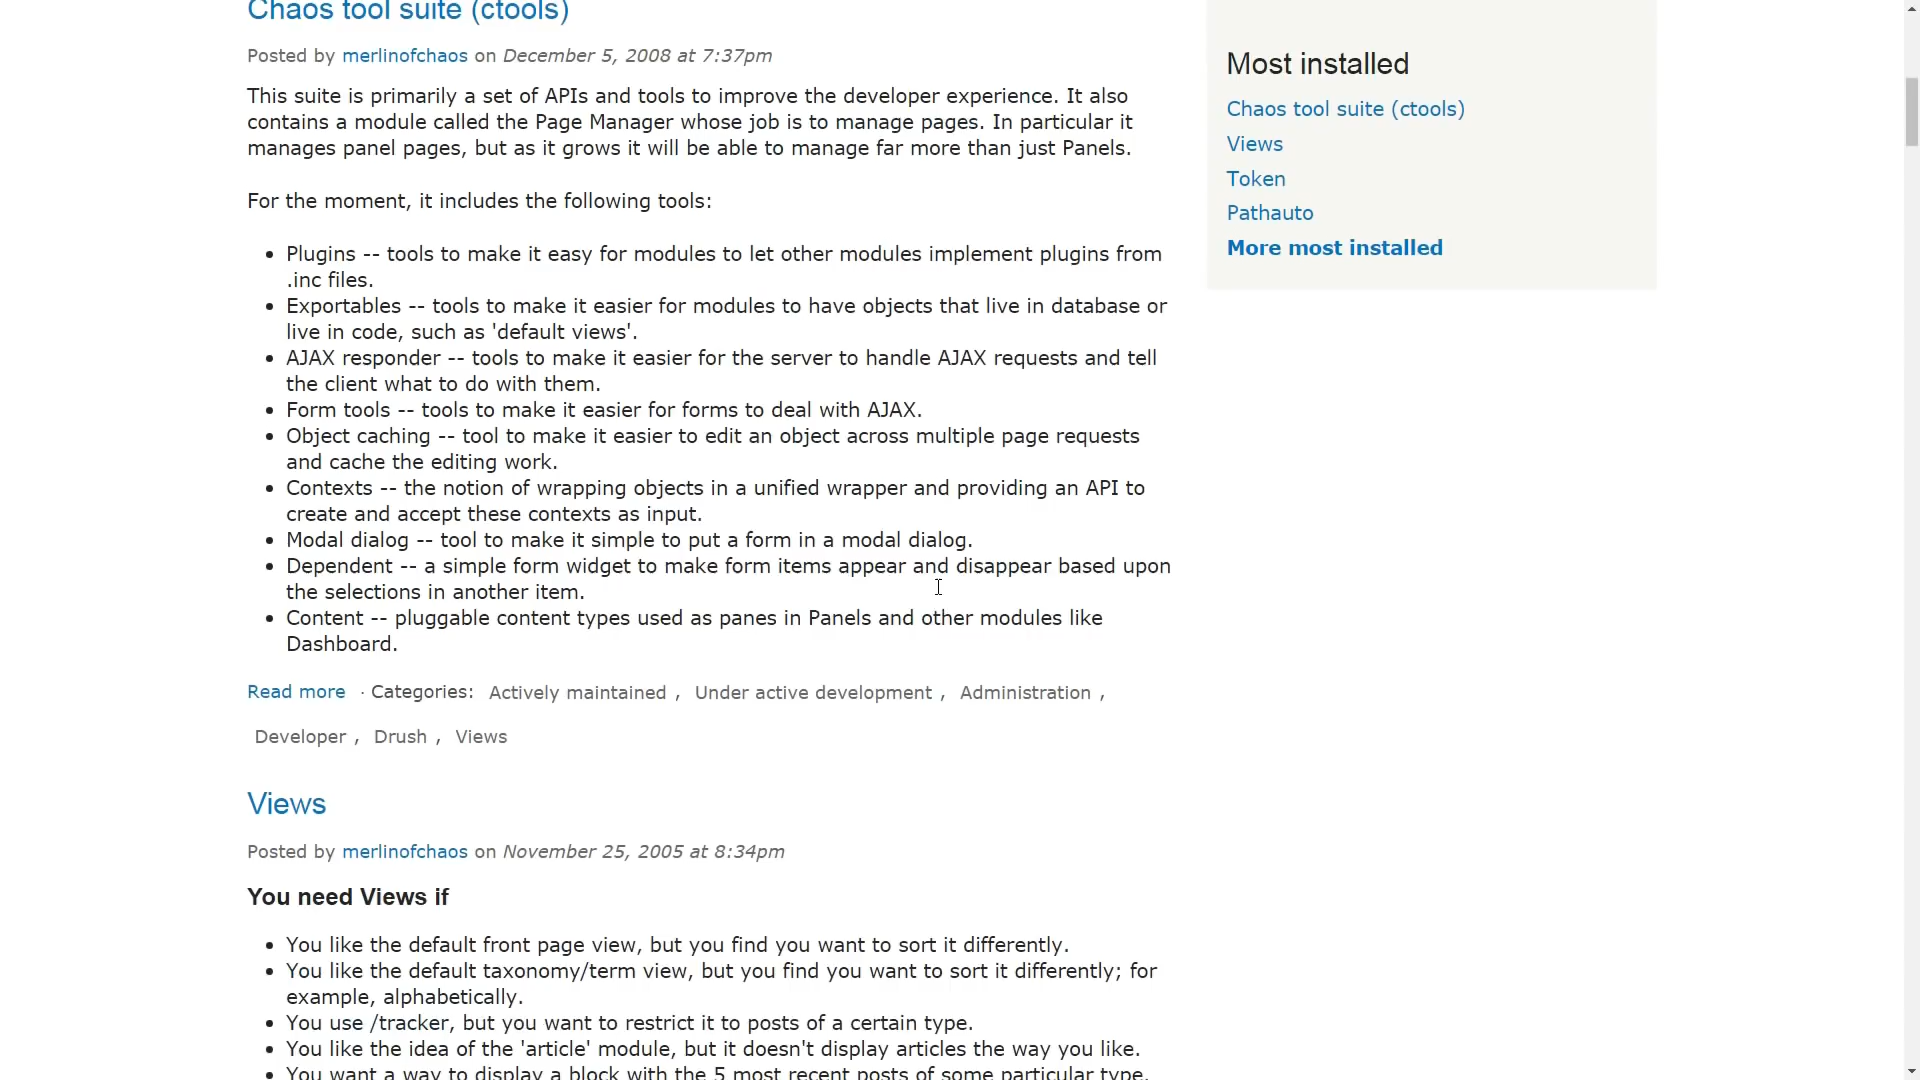 Chaos tool suite (ctools)
Posted by merlinofchaos on December 5, 2008 at 7:37pm
This suite is primarily a set of APIs and tools to improve the developer experience. It also
contains a module called the Page Manager whose job is to manage pages. In particular it
manages panel pages, but as it grows it will be able to manage far more than just Panels.
For the moment, it includes the following tools:
• Plugins -- tools to make it easy for modules to let other modules implement plugins from
.inc files.
• Exportables -- tools to make it easier for modules to have objects that live in database or
live in code, such as 'default views'.
• AJAX responder -- tools to make it easier for the server to handle AJAX requests and tell
the client what to do with them.
• Form tools -- tools to make it easier for forms to deal with AJAX.
• Object caching -- tool to make it easier to edit an object across multiple page requests
and cache the editing work.
• Contexts -- the notion of wrapping objects in a unified wrapper and providing an API to
create and accept these contexts as input.
• Modal dialog -- tool to make it simple to put a form in a modal dialog.
• Dependent -- a simple form widget to make form items appear and disappear based upon
the selections in another item.
• Content -- pluggable content types used as panes in Panels and other modules like
Dashboard.
Read more · Categories: Actively maintained , Under active development , Administration ,
Developer , Drush , Views
Views
Posted by merlinofchaos on November 25, 2005 at 8:34pm
You need Views if
• You like the default front page view, but you find you want to sort it differently.
• You like the default taxonomy/term view, but you find you want to sort it differently; for
example, alphabetically.
• You use /tracker, but you want to restrict it to posts of a certain type.
• You like the idea of the 'article' module, but it doesn't display articles the way you like.
• You want a way to display a block with the 5 most recent posts of some particular type.
Most installed
Chaos tool suite (ctools)
Views
Token
Pathauto
More most installed